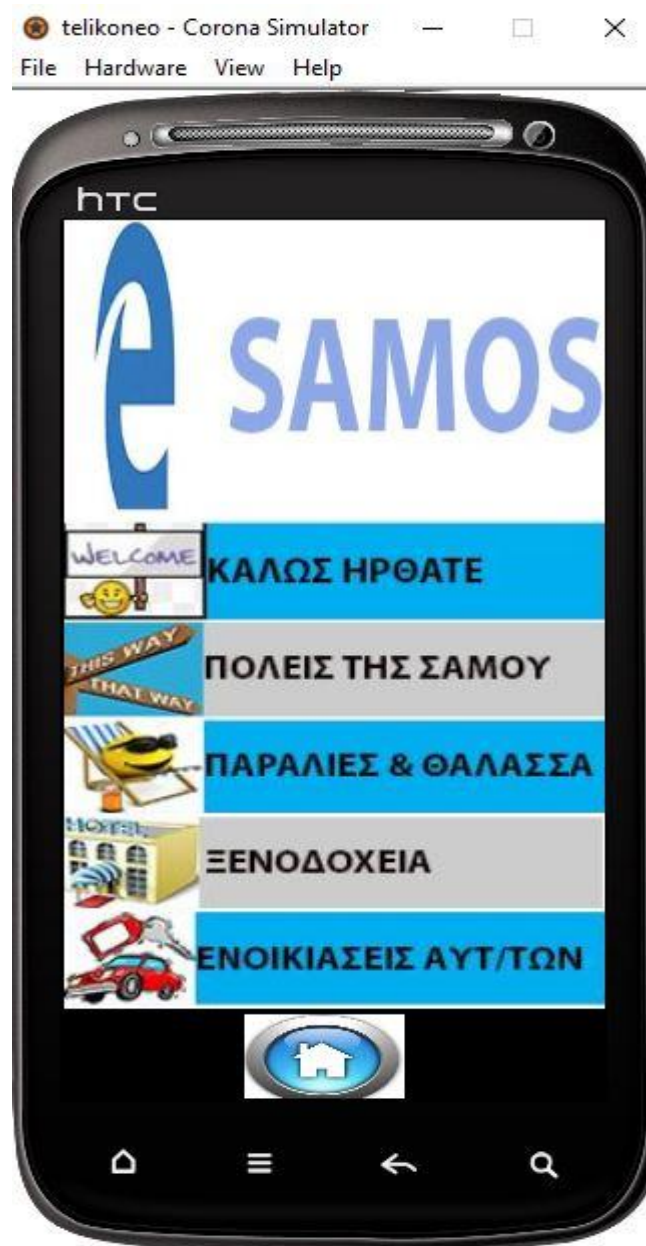 telikoneo - Corona Simulator
File Hardware View Help
hTC
e SAMOS
WELCOME
ΚΑΛΩΣ ΗΡΘΑΤΕ
THIS WAY
THAT WAY
ΠΟΛΕΙΣ ΤΗΣ ΣΑΜΟΥ
ΠΑΡΑΛΙΕΣ & ΘΑΛΑΣΣΑ
HOTEL
ΞΕΝΟΔΟΧΕΙΑ
ΕΝΟΙΚΙΑΣΕΙΣ ΑΥΤ/ΤΩΝ